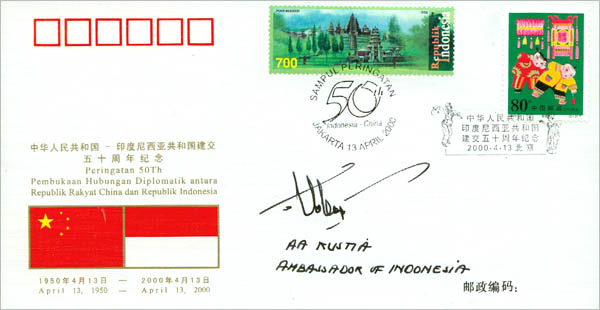 700
Republik
Indonesia
80分 中国邮政
SAMPUL PERINGATAN
50th
Indonesia - China
JAKARTA 13 APRIL 2000
中华人民共和国
印度尼西亚共和国
建交五十周年纪念
2000·4·13 北京
中华人民共和国 - 印度尼西亚共和国建交
五十周年纪念
Peringatan 50Th
Pembukaan Hubungan Diplomatik antara
Republik Rakyat China dan Republik Indonesia
1950年4月13日 — 2000年4月13日
April 13, 1950 — April 13, 2000
AA KUSTIA
AMBASSADOR OF INDONESIA
邮政编码: